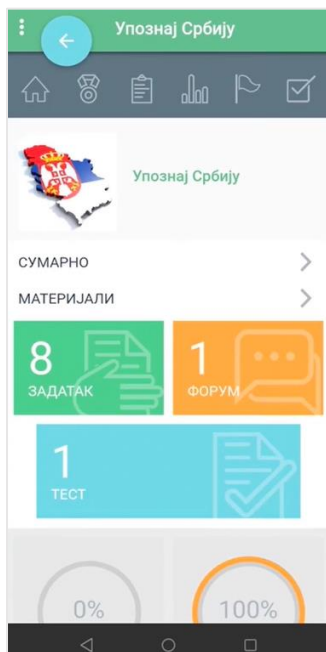 Упознај Србију
Упознај Србију
СУМАРНО
МАТЕРИЈАЛИ
8
ЗАДАТАК
1
ФОРУМ
1
ТЕСТ
0%
100%